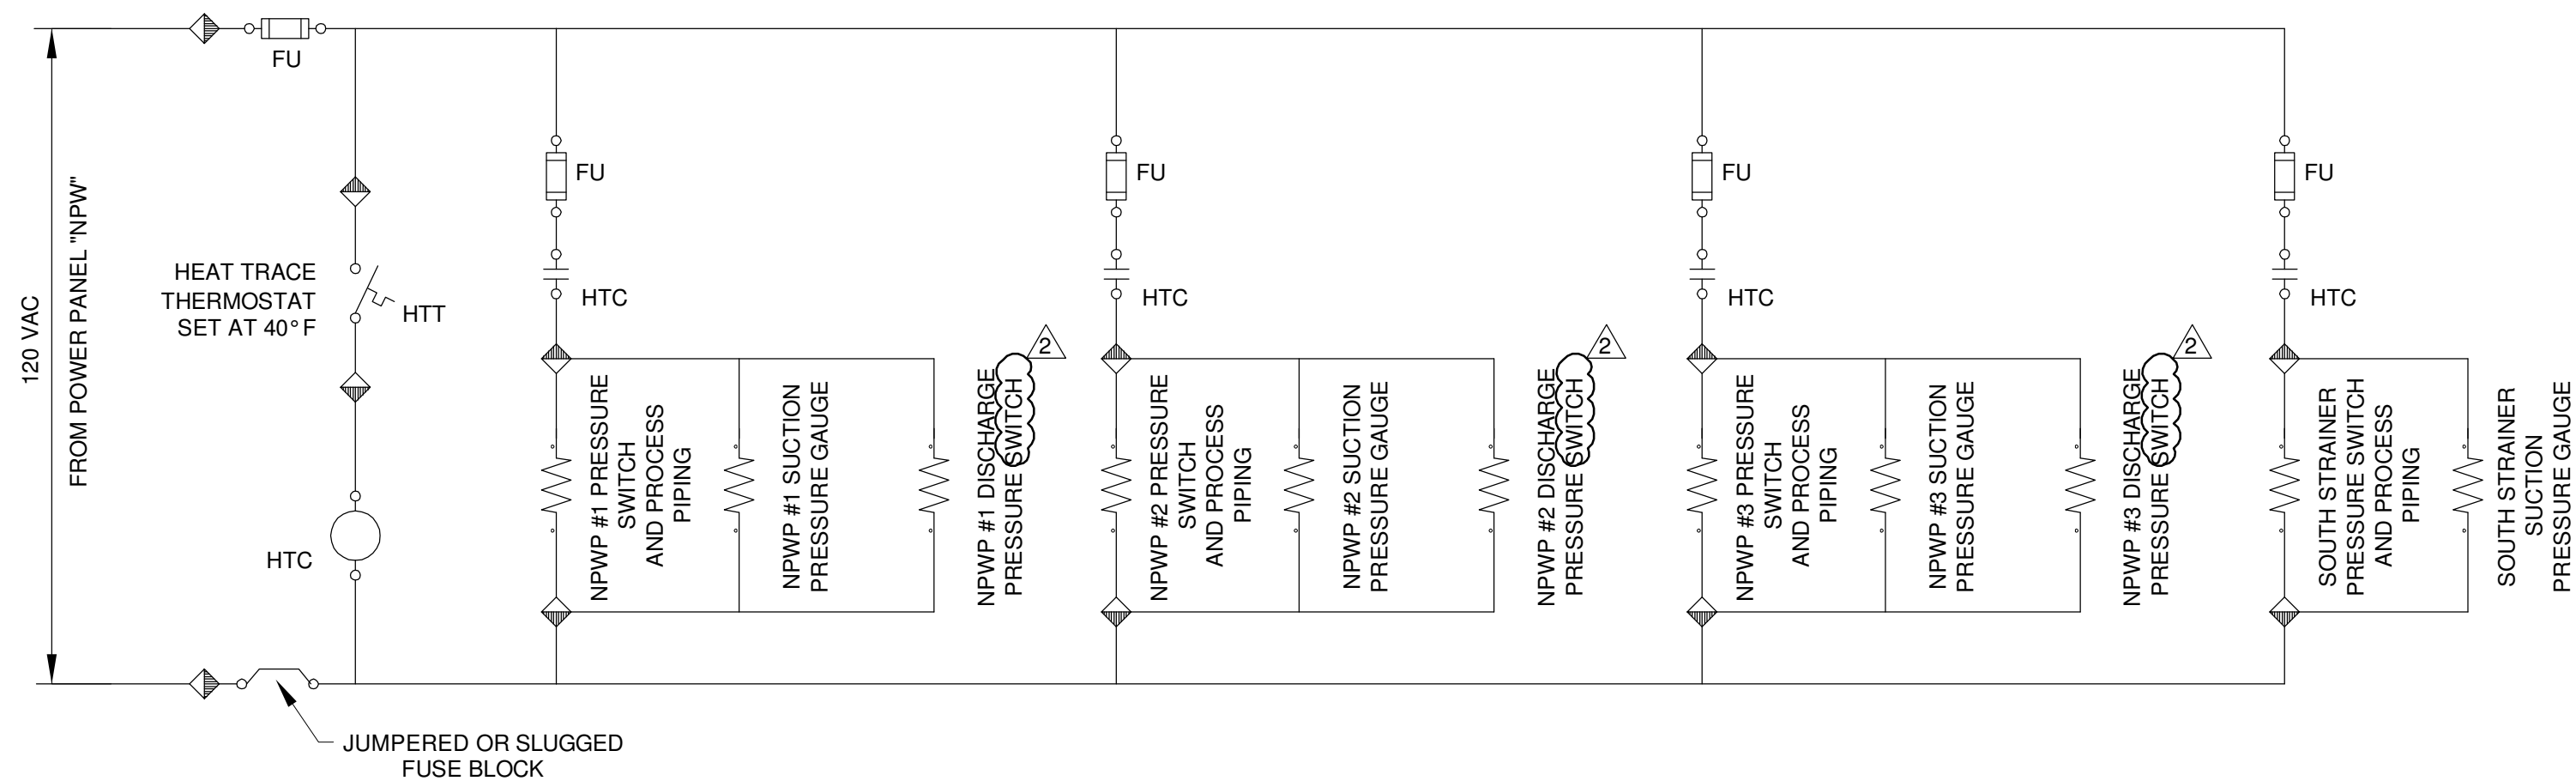 120 VAC
FROM POWER PANEL "NPW"
FU
HEAT TRACE
THERMOSTAT
SET AT 40°F
HTT
HTC
JUMPERED OR SLUGGED
FUSE BLOCK
FU
HTC
NPWP #1 PRESSURE
SWITCH
AND PROCESS
PIPING
NPWP #1 SUCTION
PRESSURE GAUGE
NPWP #1 DISCHARGE
PRESSURE SWITCH
2
FU
HTC
NPWP #2 PRESSURE
SWITCH
AND PROCESS
PIPING
NPWP #2 SUCTION
PRESSURE GAUGE
NPWP #2 DISCHARGE
PRESSURE SWITCH
2
FU
HTC
NPWP #3 PRESSURE
SWITCH
AND PROCESS
PIPING
NPWP #3 SUCTION
PRESSURE GAUGE
NPWP #3 DISCHARGE
PRESSURE SWITCH
2
FU
HTC
SOUTH STRAINER
PRESSURE SWITCH
AND PROCESS
PIPING
SOUTH STRAINER
SUCTION
PRESSURE GAUGE